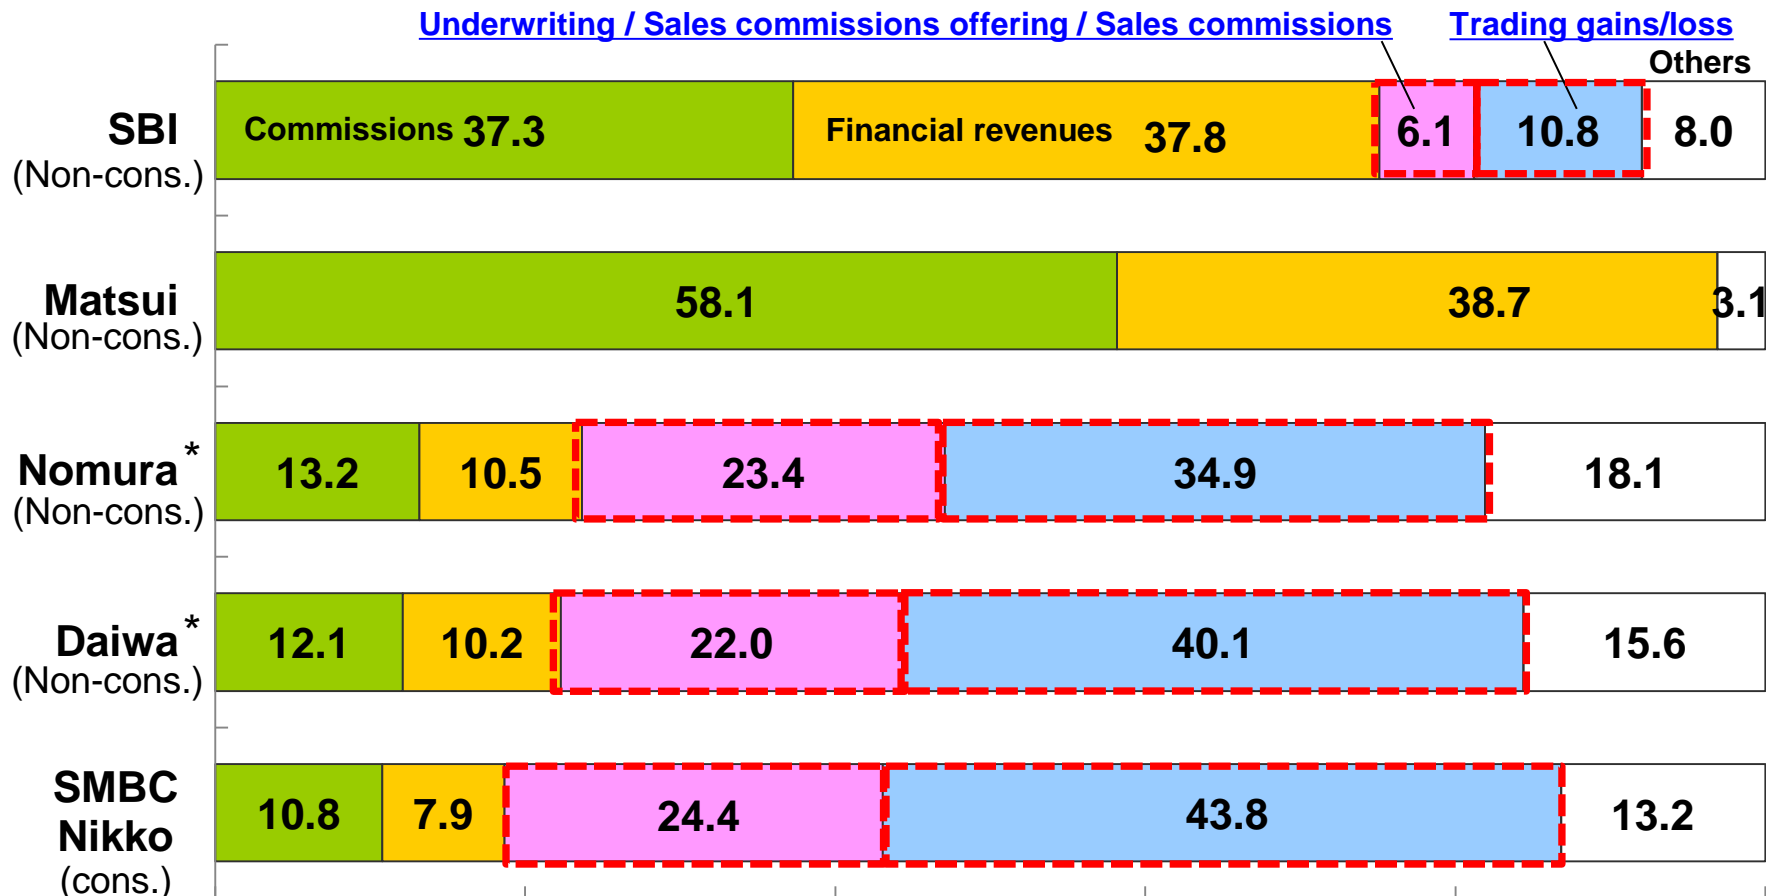 Underwriting / Sales commissions offering / Sales commissions Trading gains/loss
Others
SBI
(Non-cons.)
Commissions 37.3 Financial revenues 37.8 6.1 10.8 8.0
Matsui
(Non-cons.)
58.1 38.7 3.1
Nomura*
(Non-cons.)
13.2 10.5 23.4 34.9 18.1
Daiwa*
(Non-cons.)
12.1 10.2 22.0 40.1 15.6
SMBC
Nikko
(cons.)
10.8 7.9 24.4 43.8 13.2